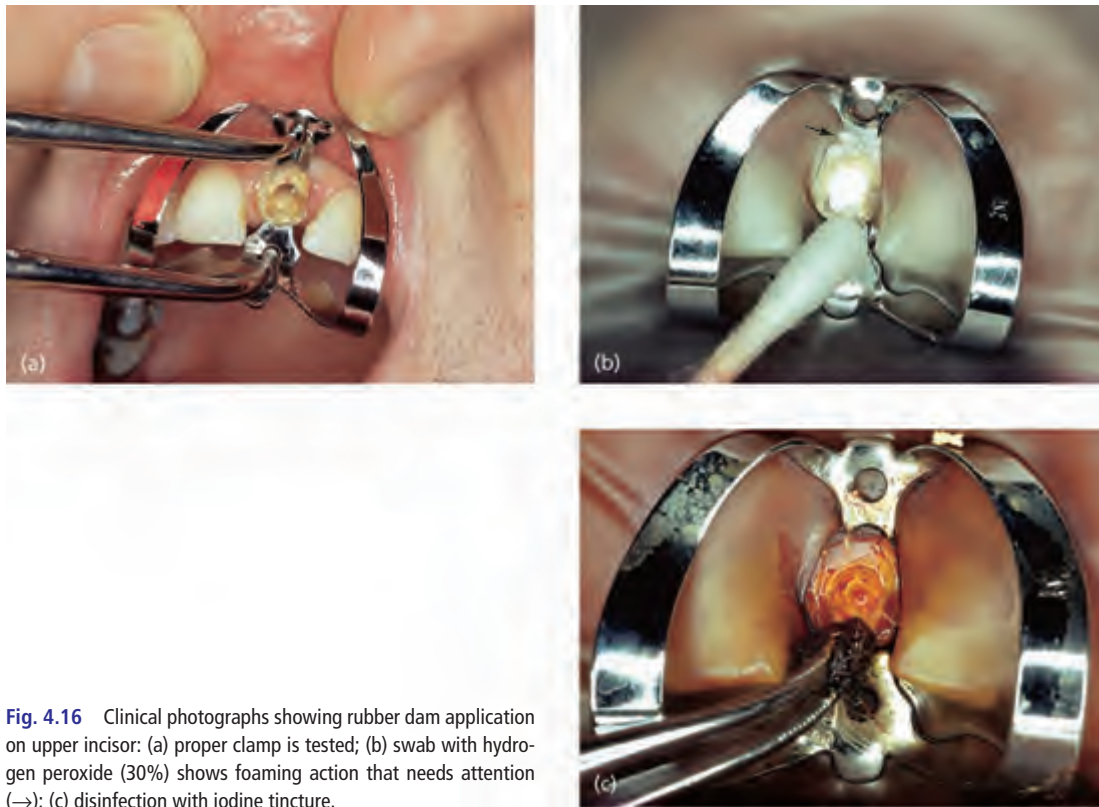 (a)
(b)
(c)
Fig. 4.16 Clinical photographs showing rubber dam application
on upper incisor: (a) proper clamp is tested; (b) swab with hydro-
gen peroxide (30%) shows foaming action that needs attention
(→); (c) disinfection with iodine tincture.